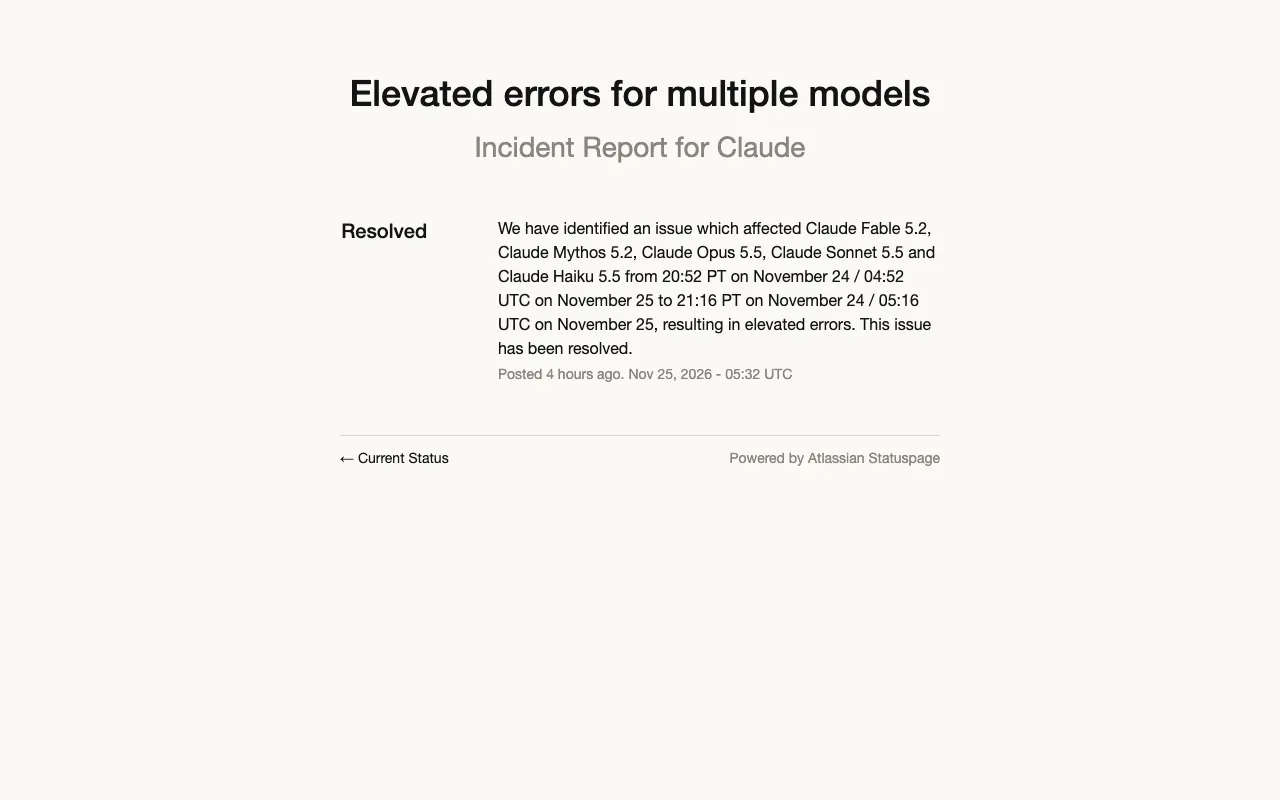 Elevated errors for multiple models
Incident Report for Claude
Resolved
We have identified an issue which affected Claude Fable 5.2,
Claude Mythos 5.2, Claude Opus 5.5, Claude Sonnet 5.5 and
Claude Haiku 5.5 from 20:52 PT on November 24 / 04:52
UTC on November 25 to 21:16 PT on November 24 / 05:16
UTC on November 25, resulting in elevated errors. This issue
has been resolved.
Posted 4 hours ago. Nov 25, 2026 - 05:32 UTC
← Current Status
Powered by Atlassian Statuspage